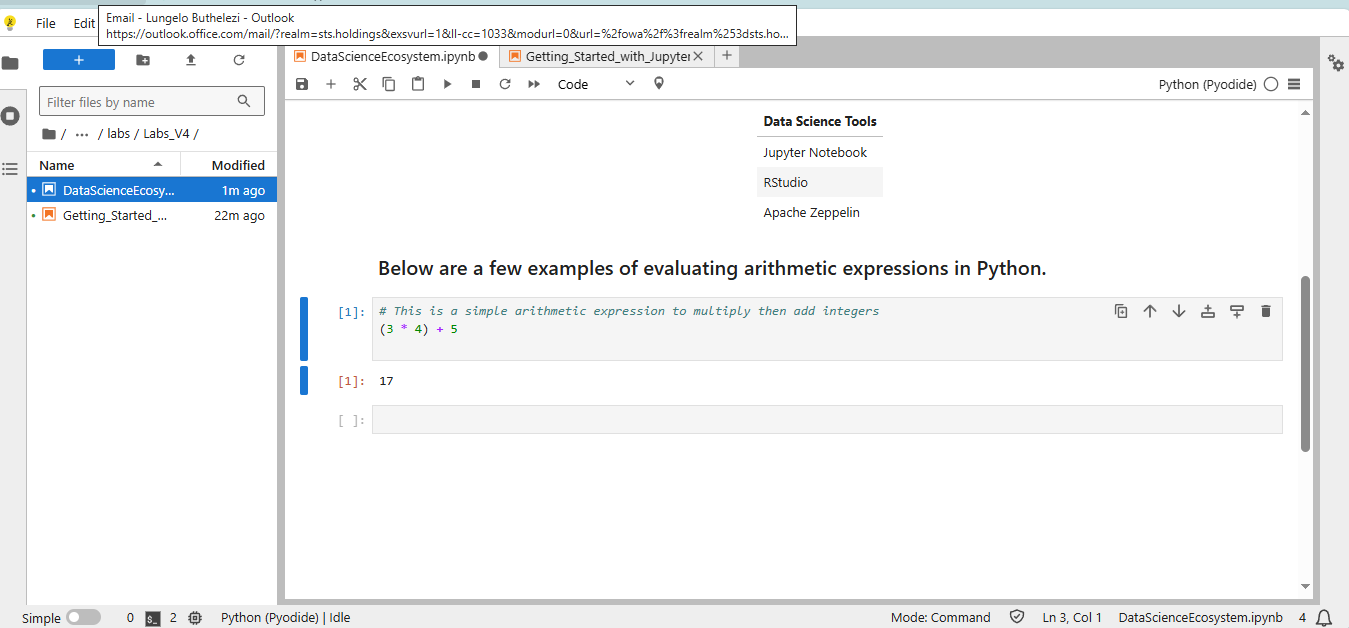 Email - Lungelo Buthelezi - Outlook
https://outlook.office.com/mail/?realm=sts.holdings&exsvurl=1&ll-cc=1033&modurl=0&url=%2fowa%2f%3frealm%253dsts.ho...
File Edit
DataScienceEcosystem.ipynb
Getting_Started_with_Jupyter
Code
Python (Pyodide)
Filter files by name
/ ··· / labs / Labs_V4 /
Name Modified
DataScienceEcosy... 1m ago
Getting_Started_... 22m ago
Data Science Tools
Jupyter Notebook
RStudio
Apache Zeppelin
Below are a few examples of evaluating arithmetic expressions in Python.
[1]: # This is a simple arithmetic expression to multiply then add integers
(3 * 4) + 5
[1]: 17
[ ]:
Simple 0 $_ 2 Python (Pyodide) | Idle Mode: Command Ln 3, Col 1 DataScienceEcosystem.ipynb 4